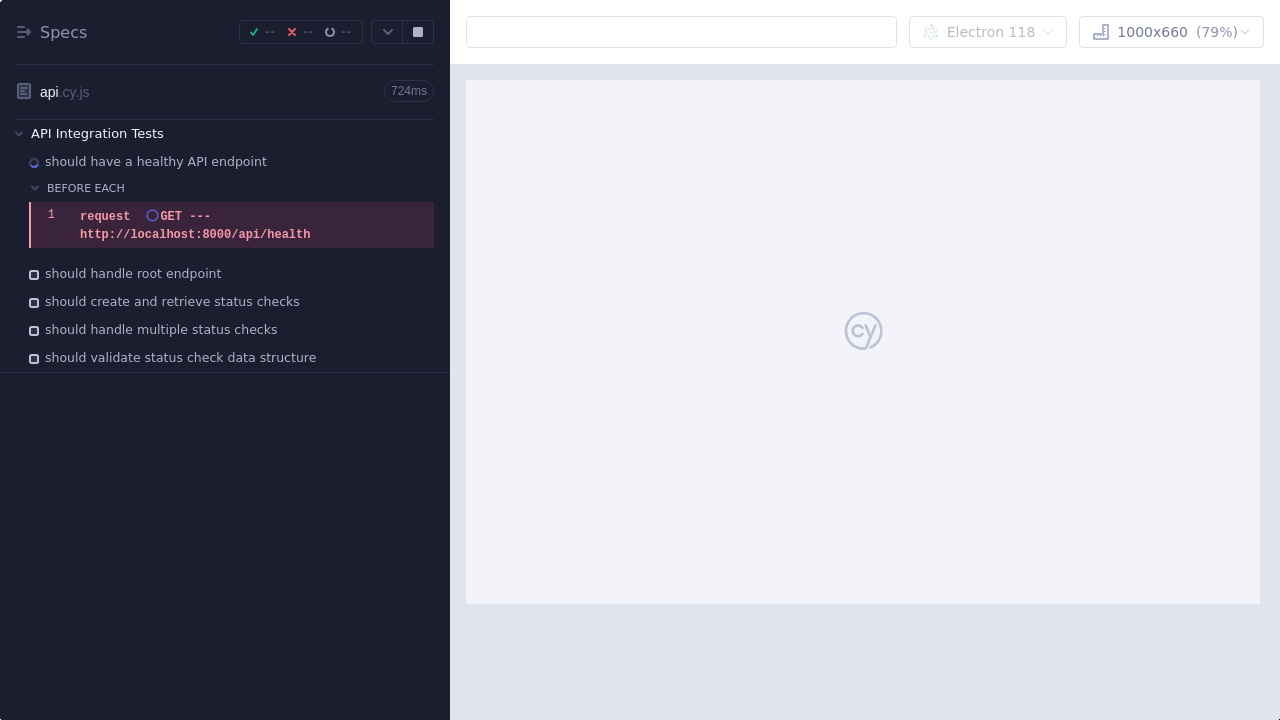 Specs
--
--
--
Electron 118
1000x660 (79%)
api.cy.js
724ms
API Integration Tests
should have a healthy API endpoint
BEFORE EACH
1 request GET ---
http://localhost:8000/api/health
should handle root endpoint
should create and retrieve status checks
should handle multiple status checks
should validate status check data structure
cy